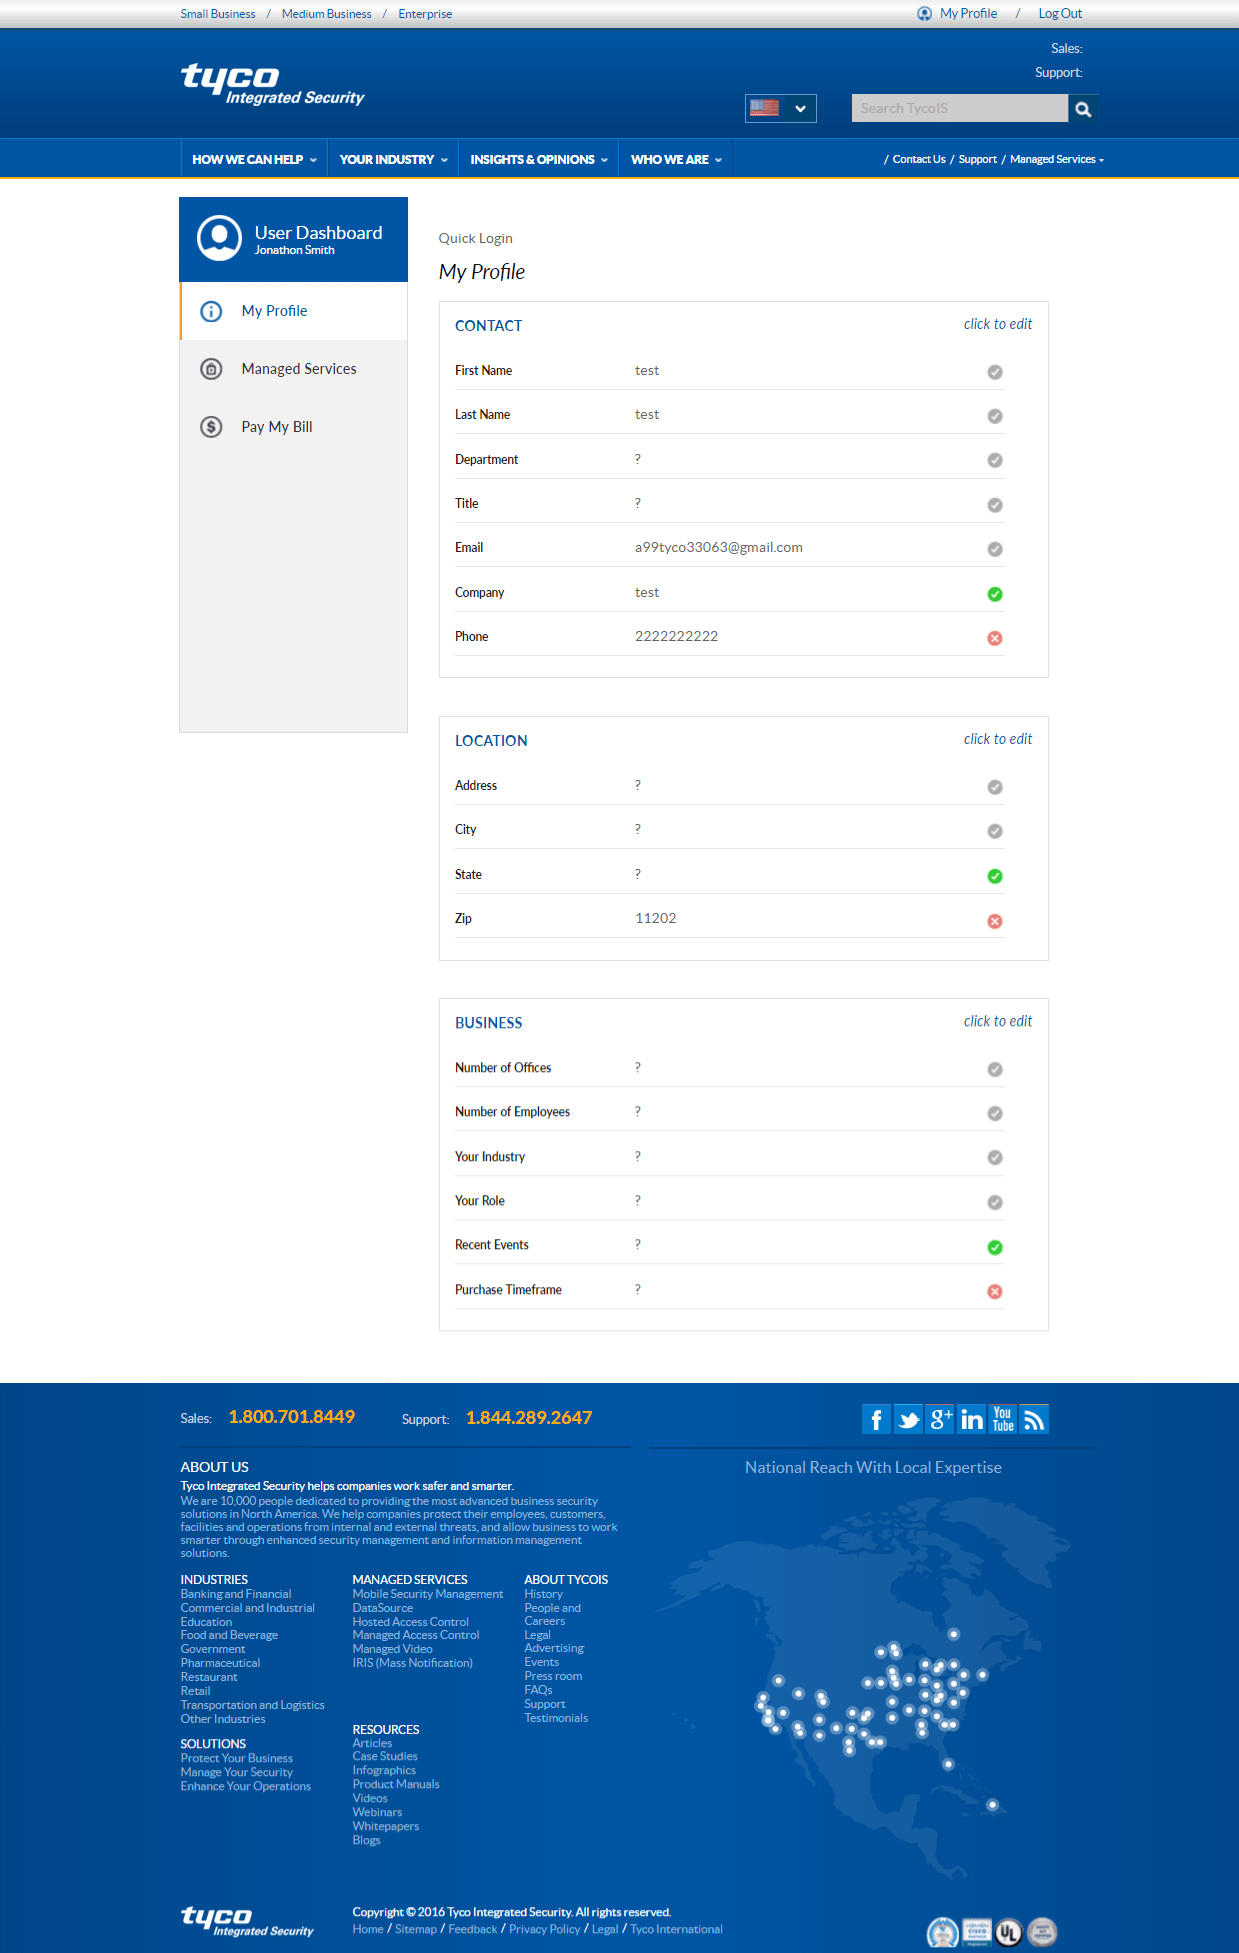 Small Business / Medium Business / Enterprise
My Profile / Log Out
Sales:
Support:
tyco
Integrated Security
Search TycoIS
HOW WE CAN HELP
YOUR INDUSTRY
INSIGHTS & OPINIONS
WHO WE ARE
/ Contact Us / Support / Managed Services
User Dashboard
Jonathon Smith
My Profile
Managed Services
Pay My Bill
Quick Login
My Profile
CONTACT click to edit
First Name test
Last Name test
Department ?
Title ?
Email a99tyco33063@gmail.com
Company test
Phone 2222222222
LOCATION click to edit
Address ?
City ?
State ?
Zip 11202
BUSINESS click to edit
Number of Offices ?
Number of Employees ?
Your Industry ?
Your Role ?
Recent Events ?
Purchase Timeframe ?
Sales: 1.800.701.8449 Support: 1.844.289.2647
f g+ in You Tube
ABOUT US
Tyco Integrated Security helps companies work safer and smarter.
We are 10,000 people dedicated to providing the most advanced business security
solutions in North America. We help companies protect their employees, customers,
facilities and operations from internal and external threats, and allow business to work
smarter through enhanced security management and information management
solutions.
National Reach With Local Expertise
INDUSTRIES
Banking and Financial
Commercial and Industrial
Education
Food and Beverage
Government
Pharmaceutical
Restaurant
Retail
Transportation and Logistics
Other Industries
SOLUTIONS
Protect Your Business
Manage Your Security
Enhance Your Operations
MANAGED SERVICES
Mobile Security Management
DataSource
Hosted Access Control
Managed Access Control
Managed Video
IRIS (Mass Notification)
RESOURCES
Articles
Case Studies
Infographics
Product Manuals
Videos
Webinars
Whitepapers
Blogs
ABOUT TYCOIS
History
People and
Careers
Legal
Advertising
Events
Press room
FAQs
Support
Testimonials
tyco
Integrated Security
Copyright © 2016 Tyco Integrated Security. All rights reserved.
Home / Sitemap / Feedback / Privacy Policy / Legal / Tyco International
UL